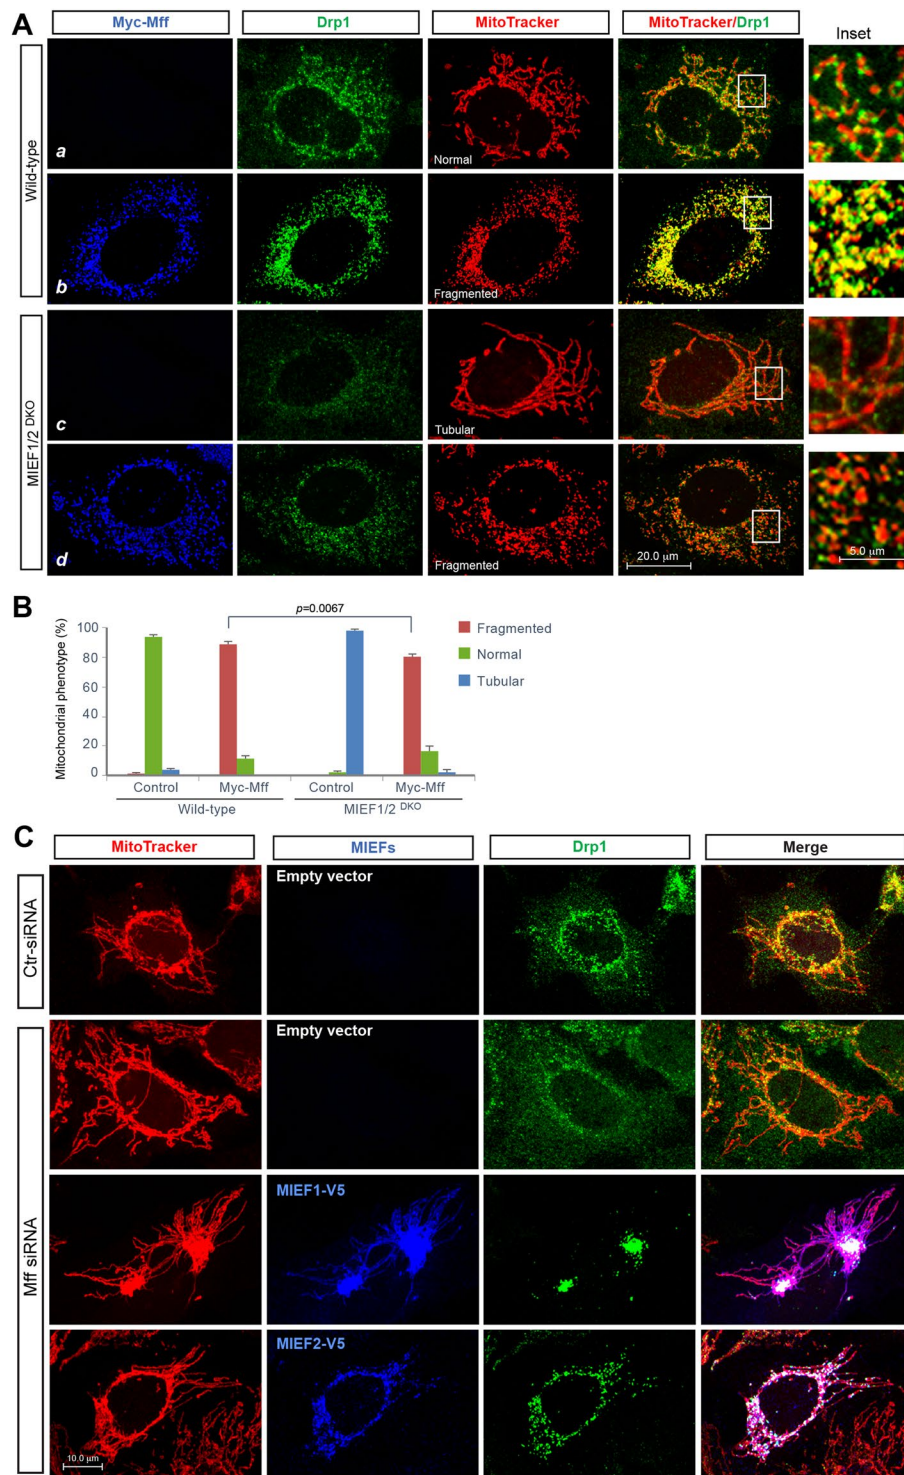 A
Myc-Mff
Drp1
MitoTracker
MitoTracker/Drp1
Inset
Wild-type
a
Normal
b
Fragmented
MIEF1/2 DKO
c
Tubular
d
Fragmented
20.0 µm
5.0 µm
B
p=0.0067
Mitochondrial phenotype (%)
100
80
60
40
20
0
Fragmented
Normal
Tubular
Control
Myc-Mff
Control
Myc-Mff
Wild-type
MIEF1/2 DKO
C
MitoTracker
MIEFs
Drp1
Merge
Ctr-siRNA
Empty vector
Mff siRNA
Empty vector
MIEF1-V5
MIEF2-V5
10.0 µm